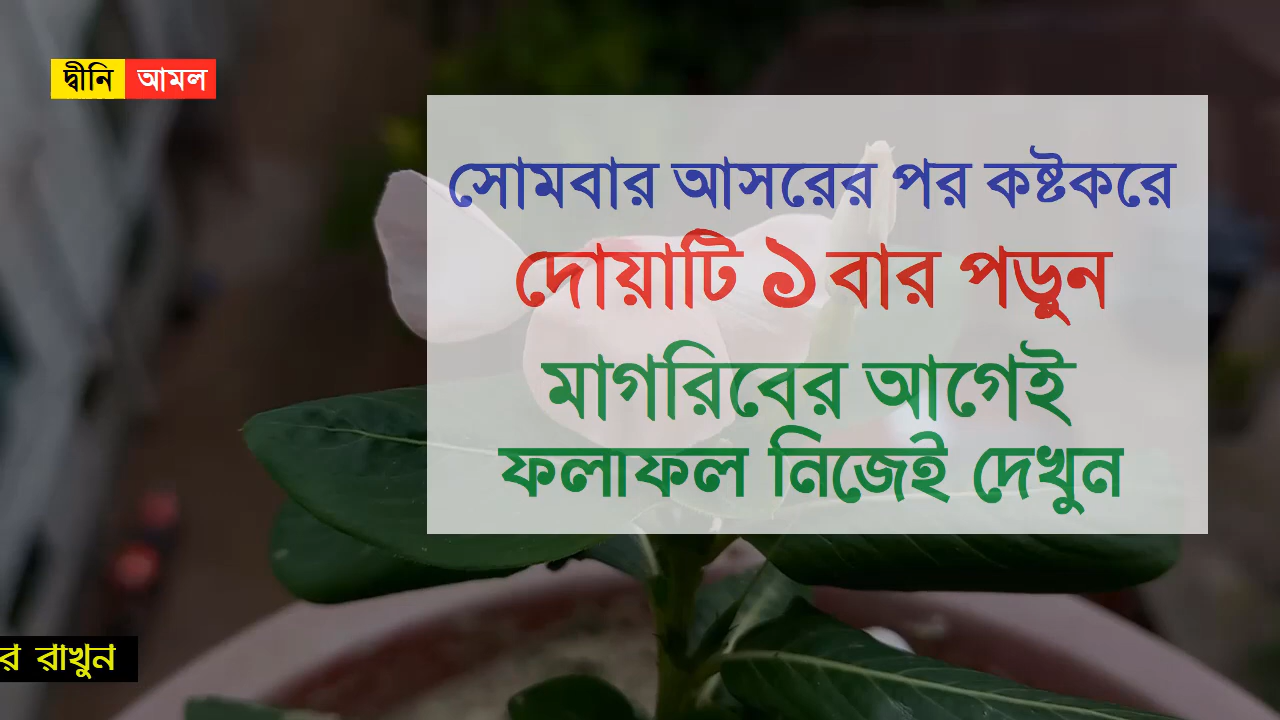 দ্বীনি আমল
সোমবার আসরের পর কষ্টকরে
দোয়াটি ১বার পড়ুন
মাগরিবের আগেই
ফলাফল নিজেই দেখুন
র রাখুন